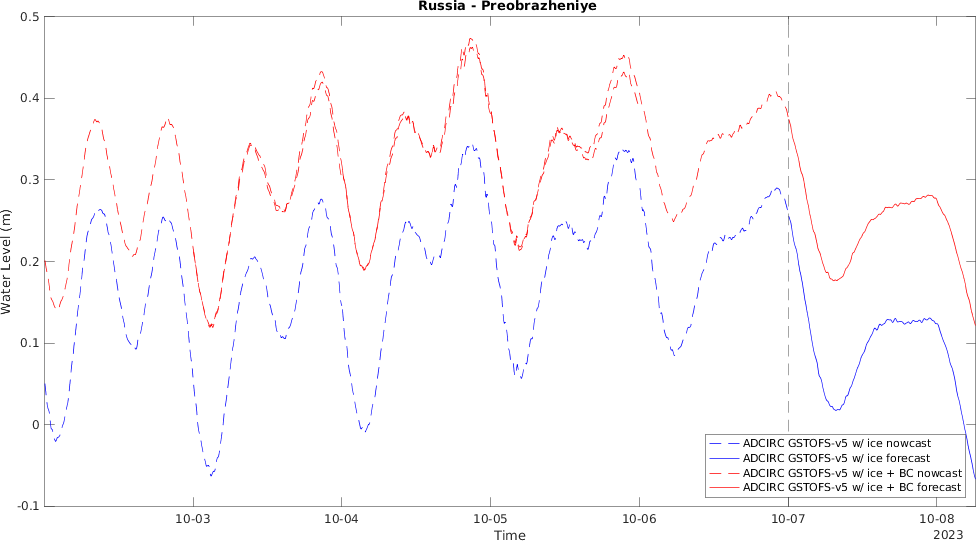 Russia - Preobrazheniye
Water Level (m)
0.5
0.4
0.3
0.2
0.1
0
-0.1
ADCIRC GSTOFS-v5 w/ ice nowcast
ADCIRC GSTOFS-v5 w/ ice forecast
ADCIRC GSTOFS-v5 w/ ice + BC nowcast
ADCIRC GSTOFS-v5 w/ ice + BC forecast
10-03 10-04 10-05 10-06 10-07 10-08
Time
2023